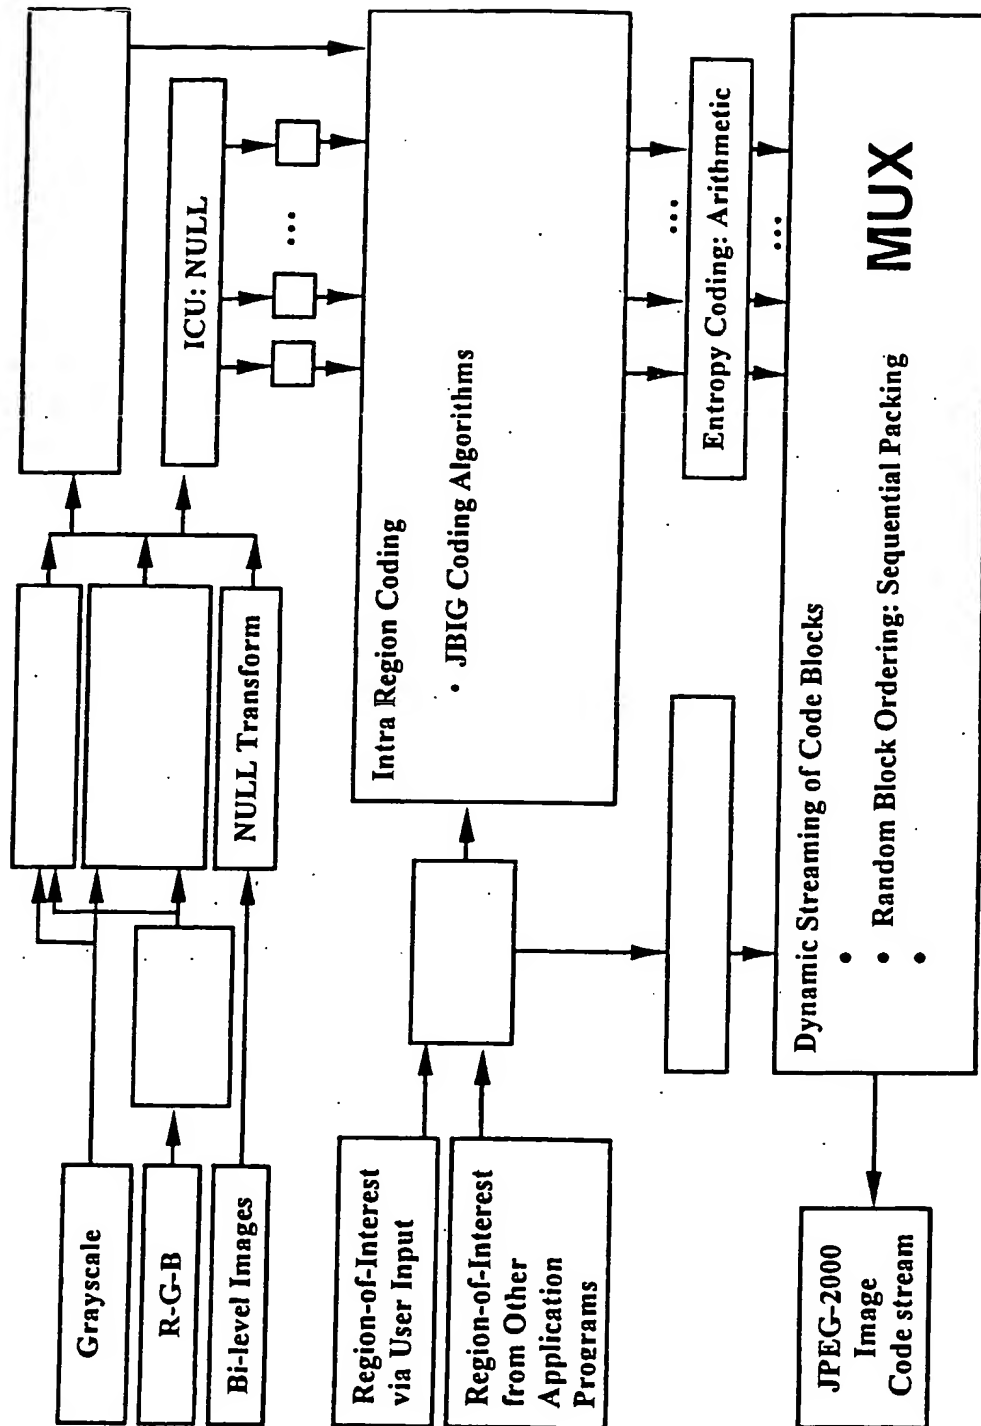 Grayscale
R-G-B
Bi-level Images
NULL Transform
ICU: NULL
...
Region-of-Interest
via User Input
Region-of-Interest
from Other
Application
Programs
Intra Region Coding
• JBIG Coding Algorithms
...
Entropy Coding: Arithmetic
...
Dynamic Streaming of Code Blocks
•
• Random Block Ordering: Sequential Packing
•
MUX
JPEG-2000
Image
Code stream